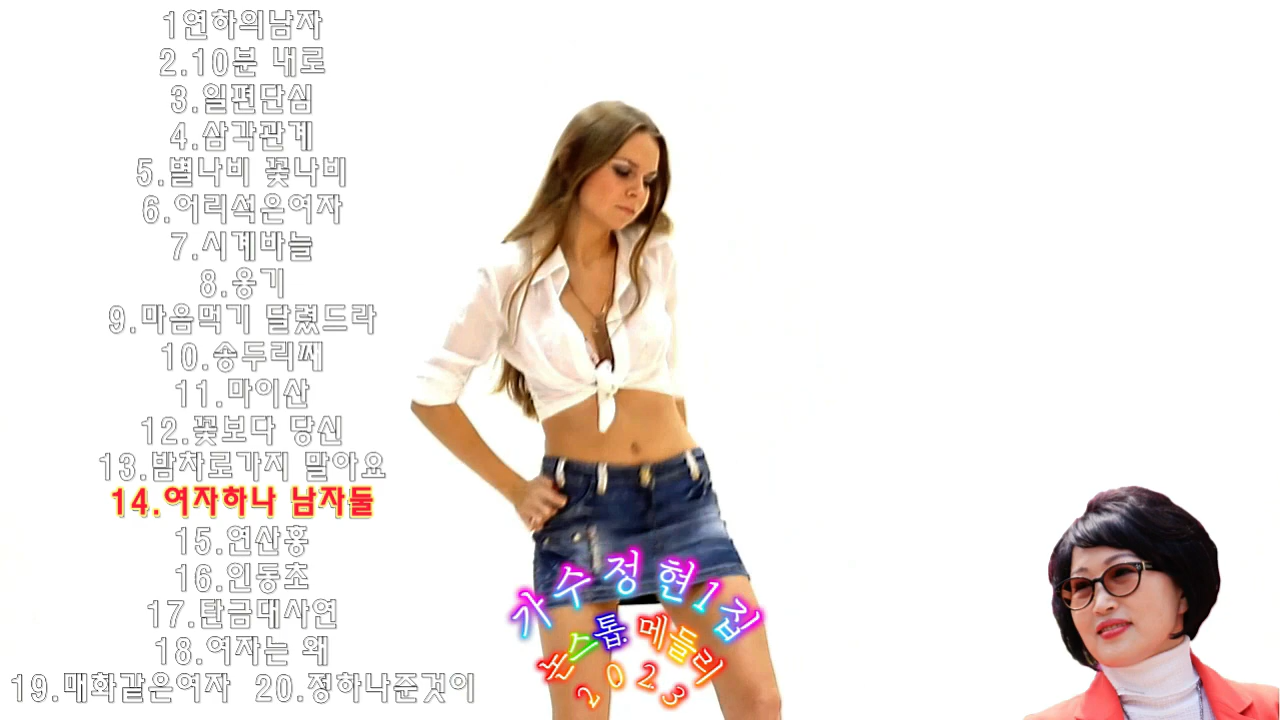 1연하의남자
2.10분 내로
3.일편단심
4.삼각관계
5.별나비 꽃나비
6.어리석은여자
7.시계바늘
8.옹기
9.마음먹기 달렸드라
10.송두리째
11.마이산
12.꽃보다 당신
13.밤차로가지 말아요
14.여자하나 남자둘
15.연산홍
16.인동초
17.탄금대사연
18.여자는 왜
19.매화같은여자 20.정하나준것이
가수정현1집
논스톱 메들리
2023